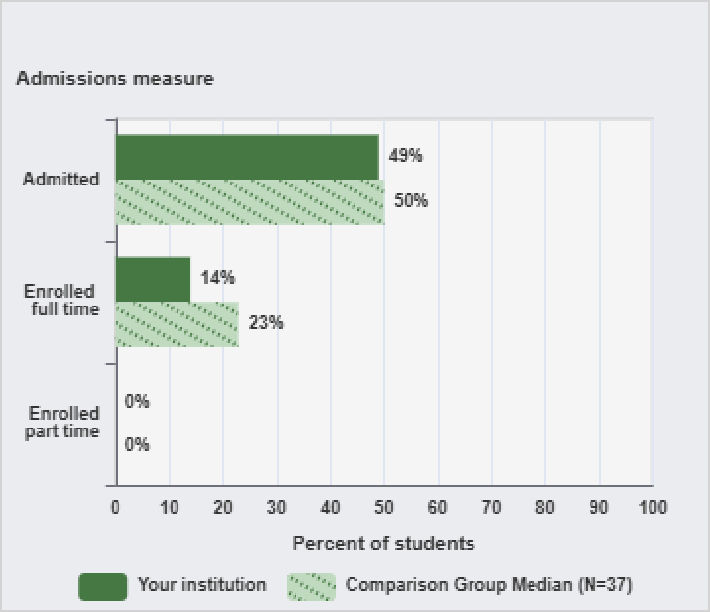 Admissions measure
Admitted
49%
50%
Enrolled
full time
14%
23%
Enrolled
part time
0%
0%
0 10 20 30 40 50 60 70 80 90 100
Percent of students
Your institution Comparison Group Median (N=37)